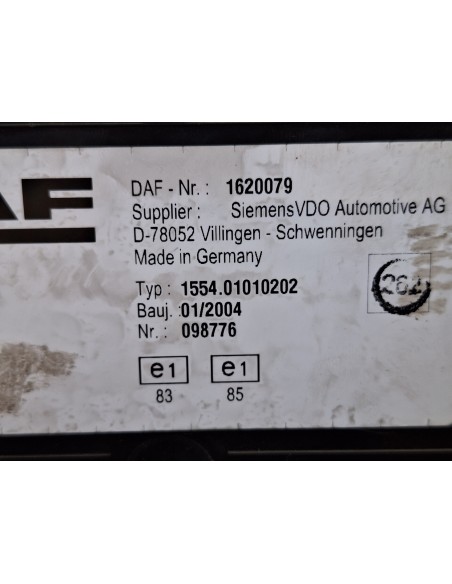 AF
DAF - Nr. : 1620079
Supplier : SiemensVDO Automotive AG
D-78052 Villingen - Schwenningen
Made in Germany
Typ : 1554.01010202
Bauj. : 01/2004
Nr. : 098776
e1 e1
83 85